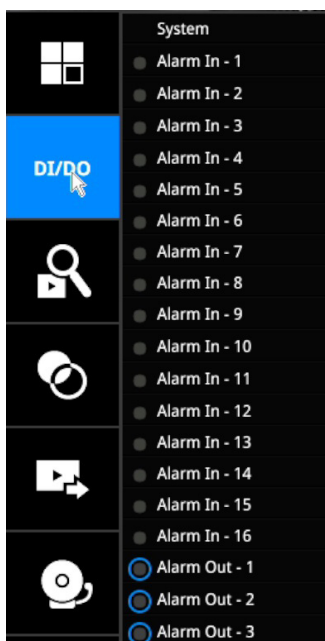 System
Alarm In - 1
Alarm In - 2
Alarm In - 3
Alarm In - 4
DI/DO
Alarm In - 5
Alarm In - 6
Alarm In - 7
Alarm In - 8
Alarm In - 9
Alarm In - 10
Alarm In - 11
Alarm In - 12
Alarm In - 13
Alarm In - 14
Alarm In - 15
Alarm In - 16
Alarm Out - 1
Alarm Out - 2
Alarm Out - 3